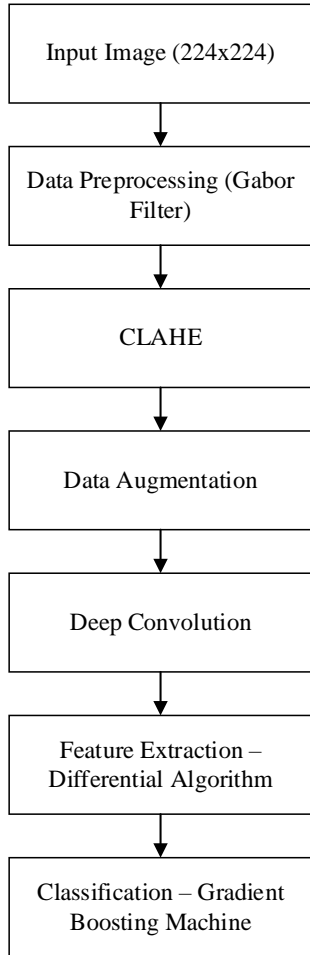 Input Image (224x224)
Data Preprocessing (Gabor
Filter)
CLAHE
Data Augmentation
Deep Convolution
Feature Extraction –
Differential Algorithm
Classification – Gradient
Boosting Machine